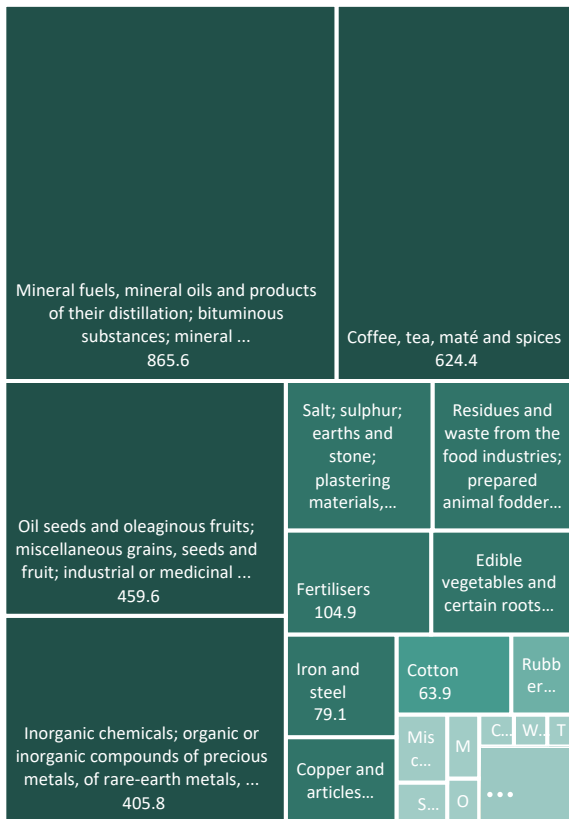 Mineral fuels, mineral oils and products
of their distillation; bituminous
substances; mineral ...
865.6
Coffee, tea, maté and spices
624.4
Oil seeds and oleaginous fruits;
miscellaneous grains, seeds and
fruit; industrial or medicinal ...
459.6
Inorganic chemicals; organic or
inorganic compounds of precious
metals, of rare-earth metals, ...
405.8
Salt; sulphur;
earths and
stone;
plastering
materials,...
Residues and
waste from the
food industries;
prepared
animal fodder...
Fertilisers
104.9
Edible
vegetables and
certain roots...
Iron and
steel
79.1
Copper and
articles...
Cotton
63.9
Rubb
er...
Mis
c...
S...
M
O
C...
W...
T
...